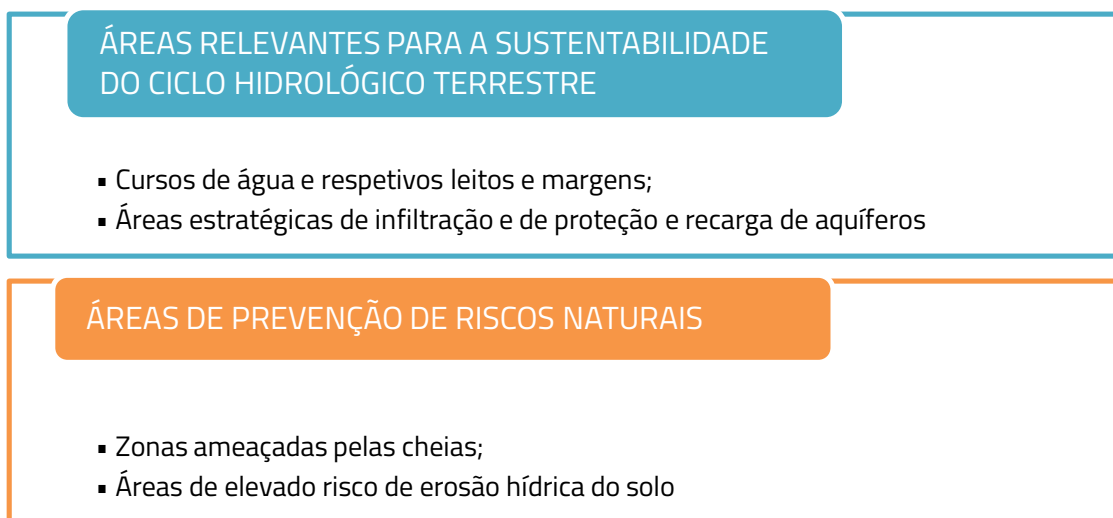 ÁREAS RELEVANTES PARA A SUSTENTABILIDADE
DO CICLO HIDROLÓGICO TERRESTRE
▪ Cursos de água e respetivos leitos e margens;
▪ Áreas estratégicas de infiltração e de proteção e recarga de aquíferos
ÁREAS DE PREVENÇÃO DE RISCOS NATURAIS
▪ Zonas ameaçadas pelas cheias;
▪ Áreas de elevado risco de erosão hídrica do solo